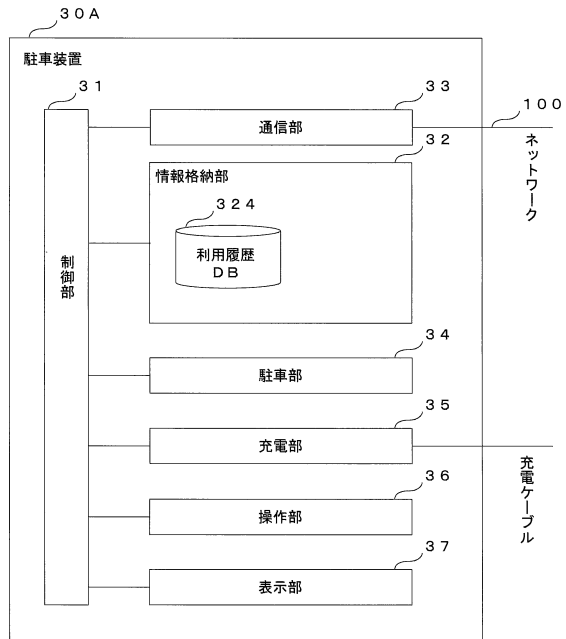 ３０Ａ
駐車装置
３１
制御部
３３
通信部
１００
ネットワーク
３２
情報格納部
３２４
利用履歴
ＤＢ
３４
駐車部
３５
充電部
充電ケーブル
３６
操作部
３７
表示部